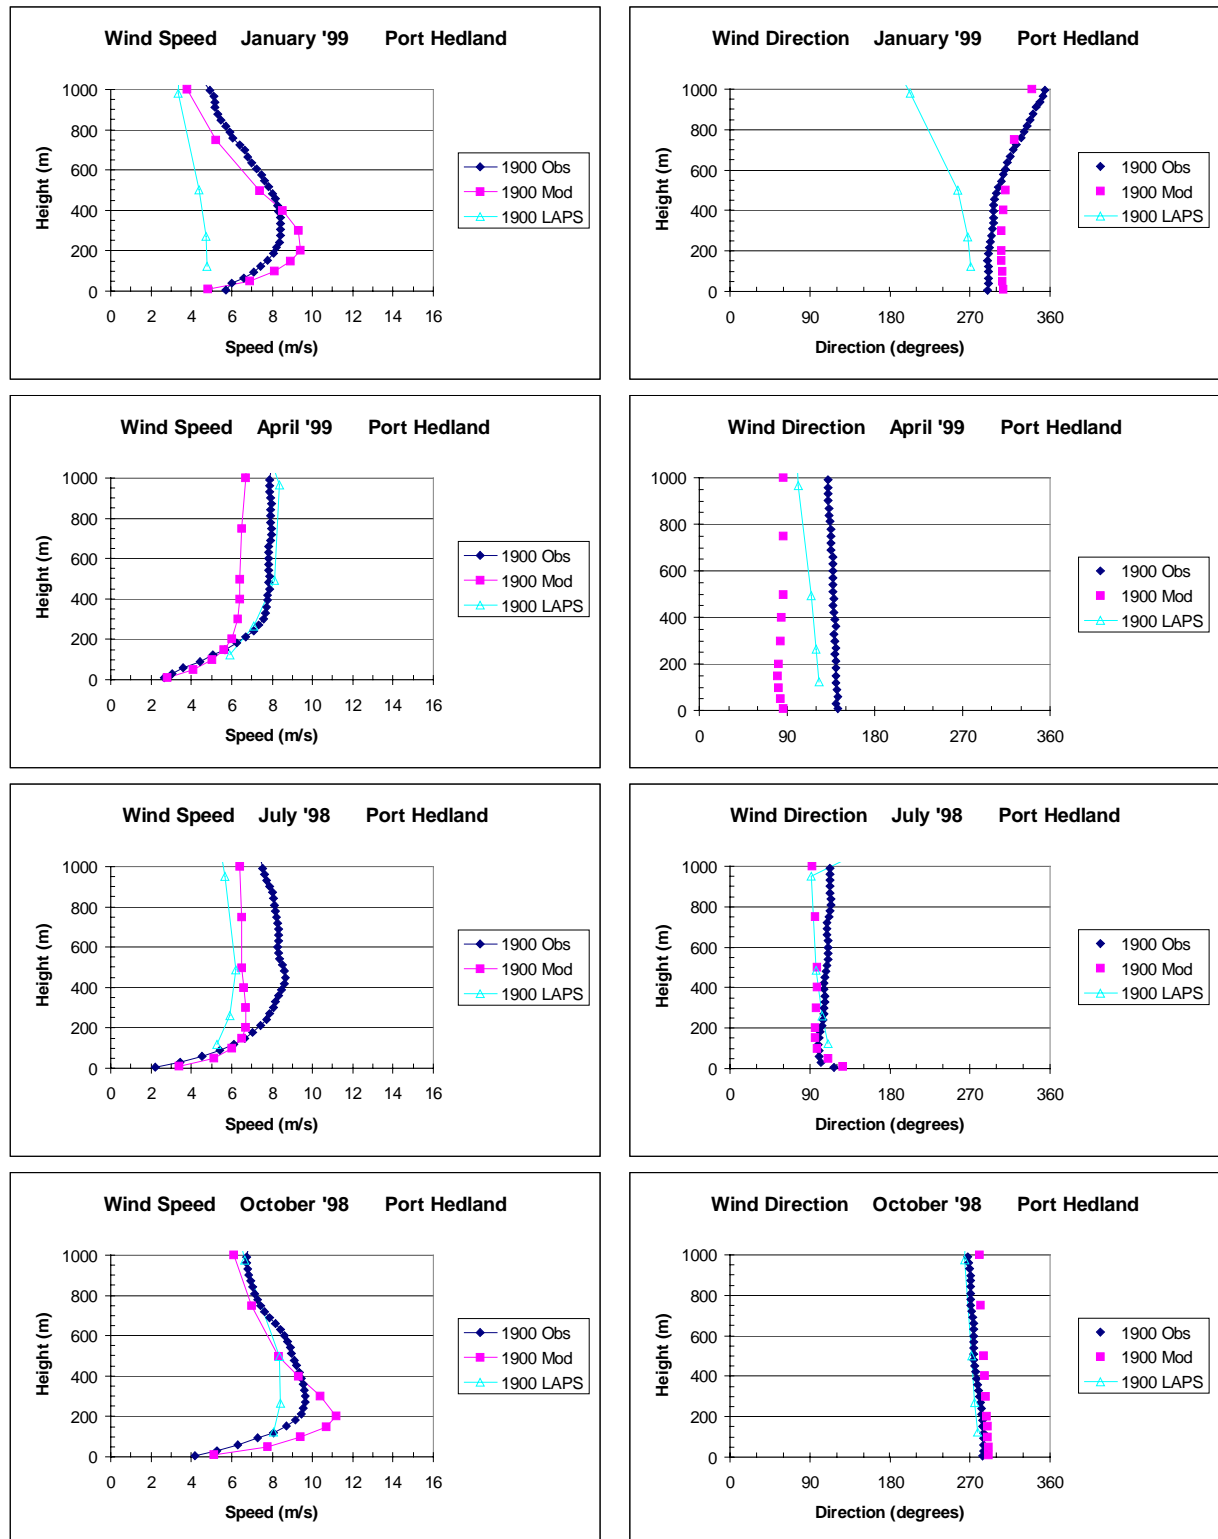 Wind Speed January '99 Port Hedland
1000
800
600
400
200
0
Height (m)
0 2 4 6 8 10 12 14 16
Speed (m/s)
1900 Obs
1900 Mod
1900 LAPS
Wind Direction January '99 Port Hedland
1000
800
600
400
200
0
Height (m)
0 90 180 270 360
Direction (degrees)
1900 Obs
1900 Mod
1900 LAPS
Wind Speed April '99 Port Hedland
1000
800
600
400
200
0
Height (m)
0 2 4 6 8 10 12 14 16
Speed (m/s)
1900 Obs
1900 Mod
1900 LAPS
Wind Direction April '99 Port Hedland
1000
800
600
400
200
0
Height (m)
0 90 180 270 360
1900 Obs
1900 Mod
1900 LAPS
Wind Speed July '98 Port Hedland
1000
800
600
400
200
0
Height (m)
0 2 4 6 8 10 12 14 16
Speed (m/s)
1900 Obs
1900 Mod
1900 LAPS
Wind Direction July '98 Port Hedland
1000
800
600
400
200
0
Height (m)
0 90 180 270 360
Direction (degrees)
1900 Obs
1900 Mod
1900 LAPS
Wind Speed October '98 Port Hedland
1000
800
600
400
200
0
Height (m)
0 2 4 6 8 10 12 14 16
Speed (m/s)
1900 Obs
1900 Mod
1900 LAPS
Wind Direction October '98 Port Hedland
1000
800
600
400
200
0
Height (m)
0 90 180 270 360
Direction (degrees)
1900 Obs
1900 Mod
1900 LAPS